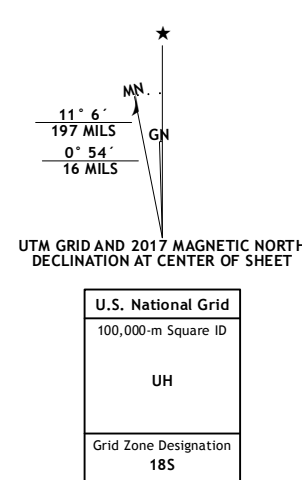 ★
MN
11° 6´
197 MILS
GN
0° 54´
16 MILS
UTM GRID AND 2017 MAGNETIC NORTH
DECLINATION AT CENTER OF SHEET
U.S. National Grid
100,000-m Square ID
UH
Grid Zone Designation
18S